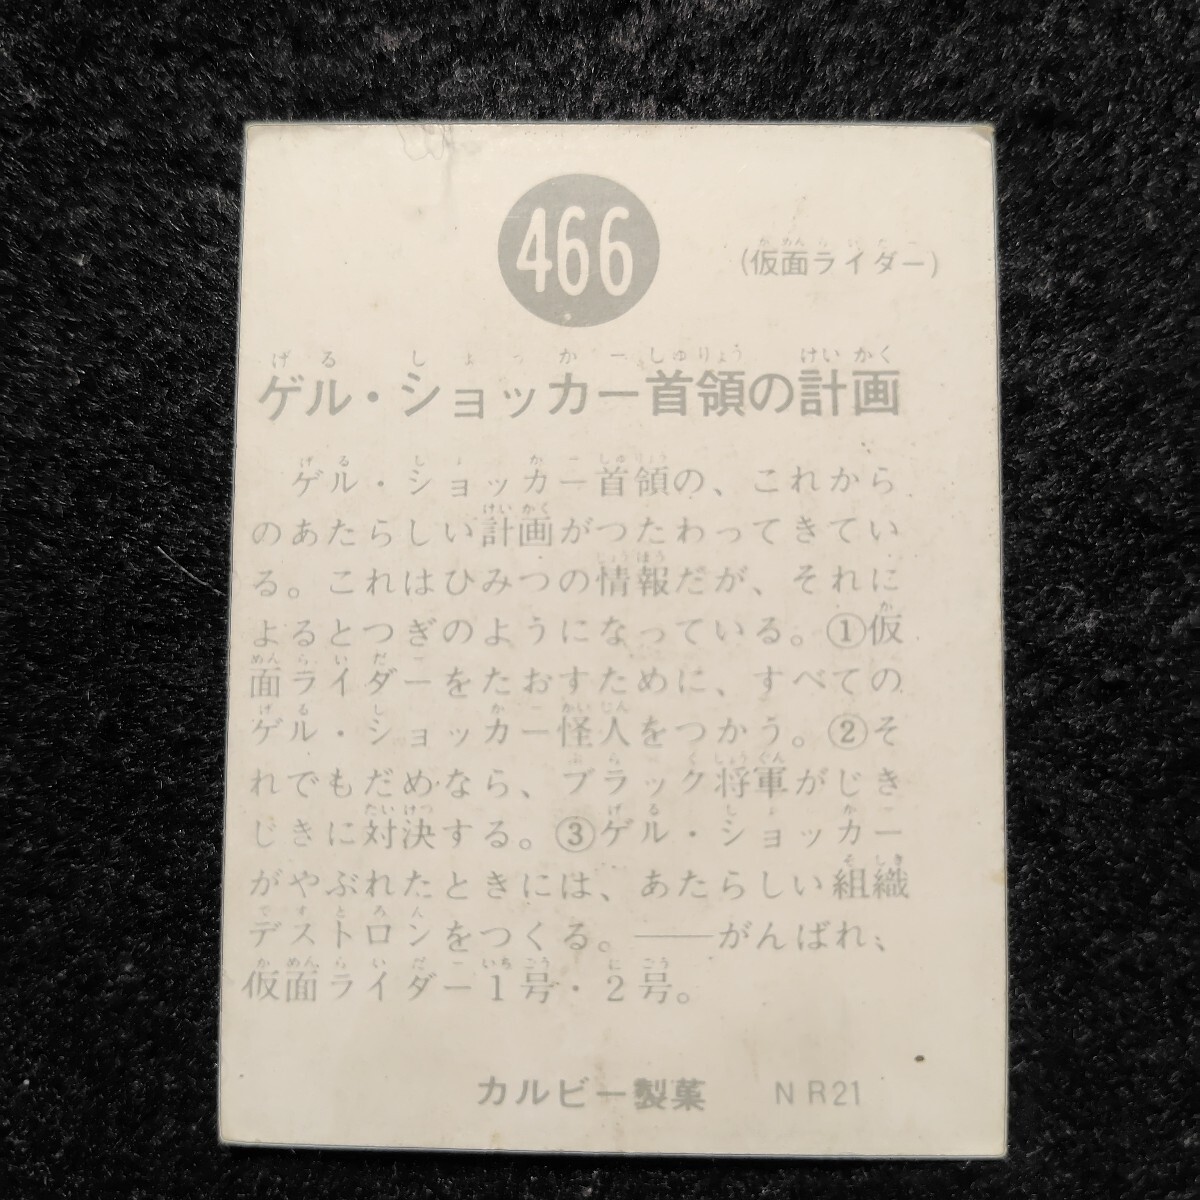 466
(仮面ライダー)
ゲル・ショッカー首領の計画
ゲル・ショッカー首領の、これから
のあたらしい計画がつたわってきてい
る。これはひみつの情報だが、それに
よるとつぎのようになっている。①仮
面ライダーをたおすために、すべての
ゲル・ショッカー怪人をつかう。②そ
れでもだめなら、ブラック将軍がじき
じきに対決する。③ゲル・ショッカー
がやぶれたときには、あたらしい組織
デストロンをつくる。――がんばれ、
仮面ライダー1号・2号。
カルビー製菓 NR21